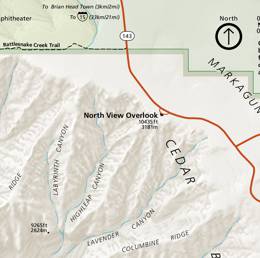 To Brian Head Town (3km/2mi)
To 15 (33km/21mi)
North
phitheater
143
Battlesnake Creek Trail
MARKAGUN
North View Overlook
10435ft
3181m
CEDAR
LABYRINTH CANYON
HIGHLEAP CANYON
RIDGE
9265ft
2824m
LAVENDER CANYON
COLUMBINE RIDGE